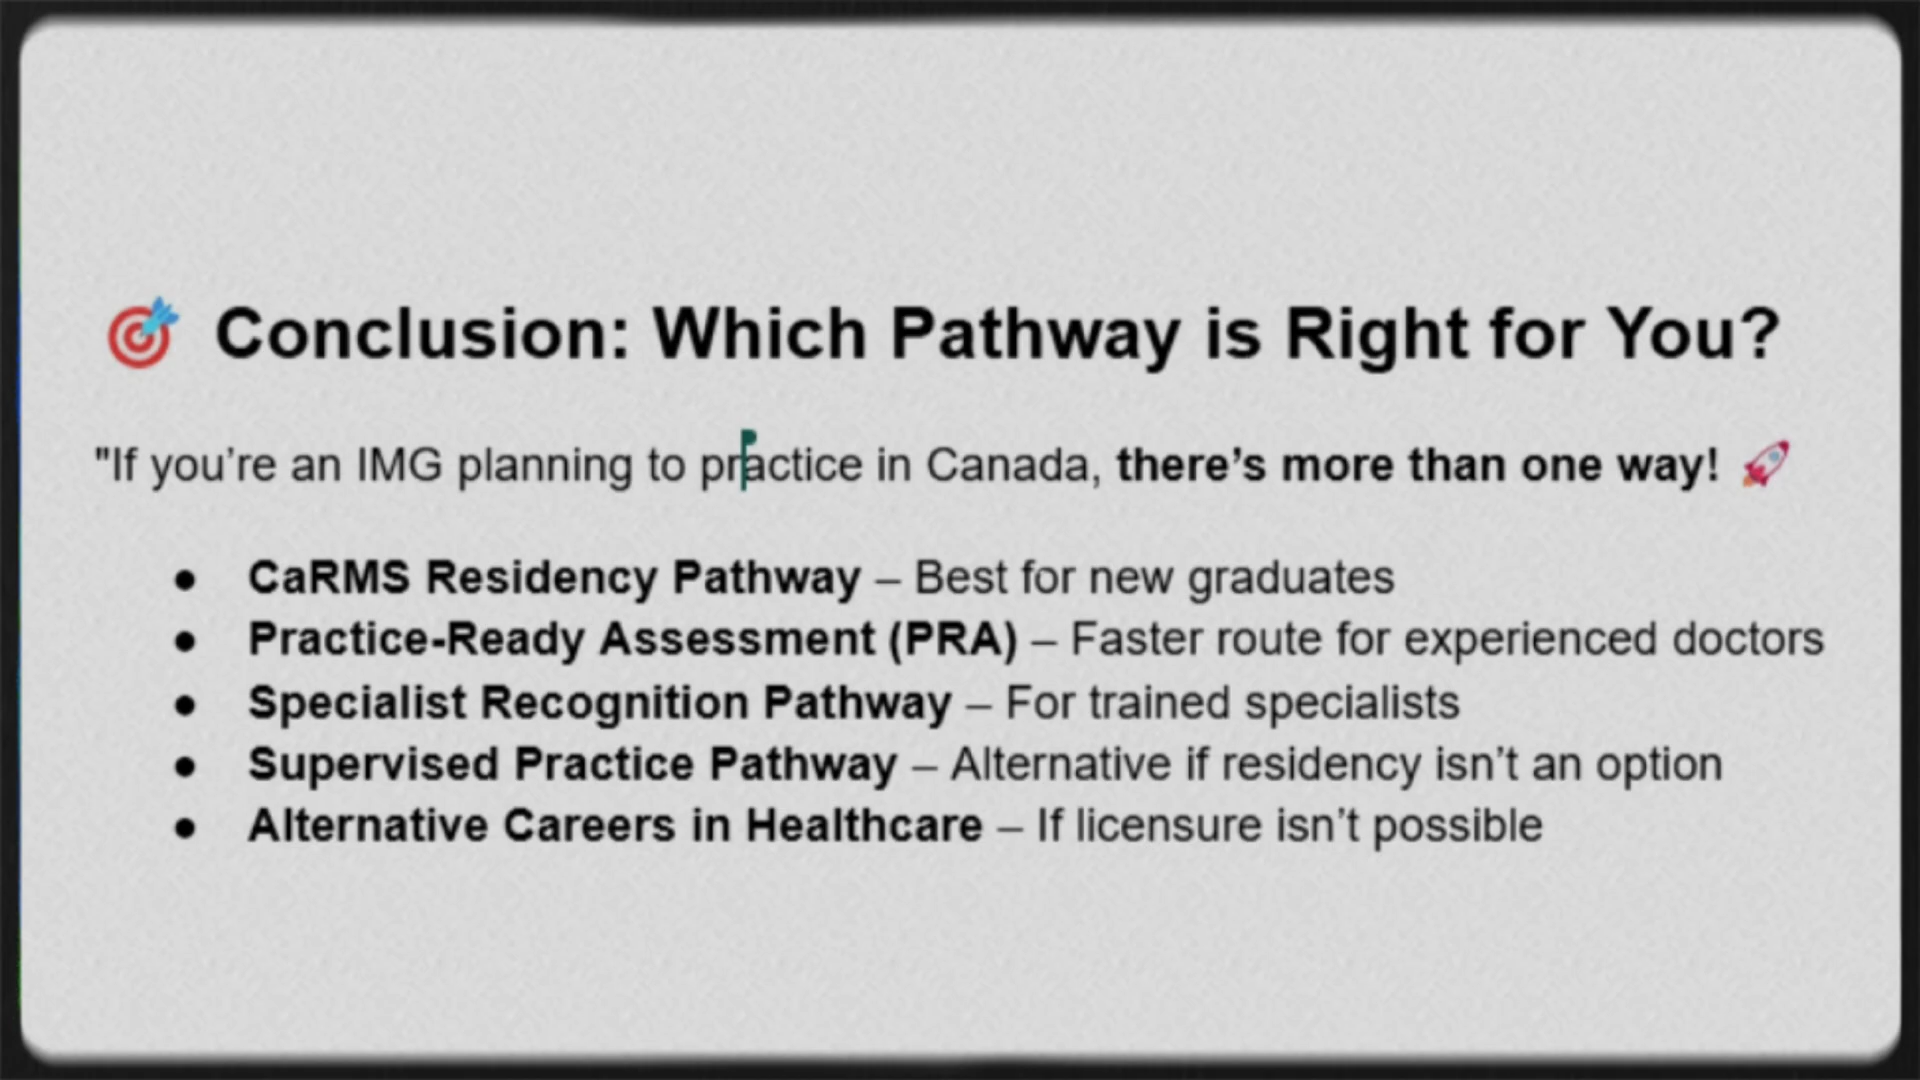 🎯 Conclusion: Which Pathway is Right for You?
"If you’re an IMG planning to practice in Canada, there’s more than one way! 🚀
● CaRMS Residency Pathway – Best for new graduates
● Practice-Ready Assessment (PRA) – Faster route for experienced doctors
● Specialist Recognition Pathway – For trained specialists
● Supervised Practice Pathway – Alternative if residency isn’t an option
● Alternative Careers in Healthcare – If licensure isn’t possible